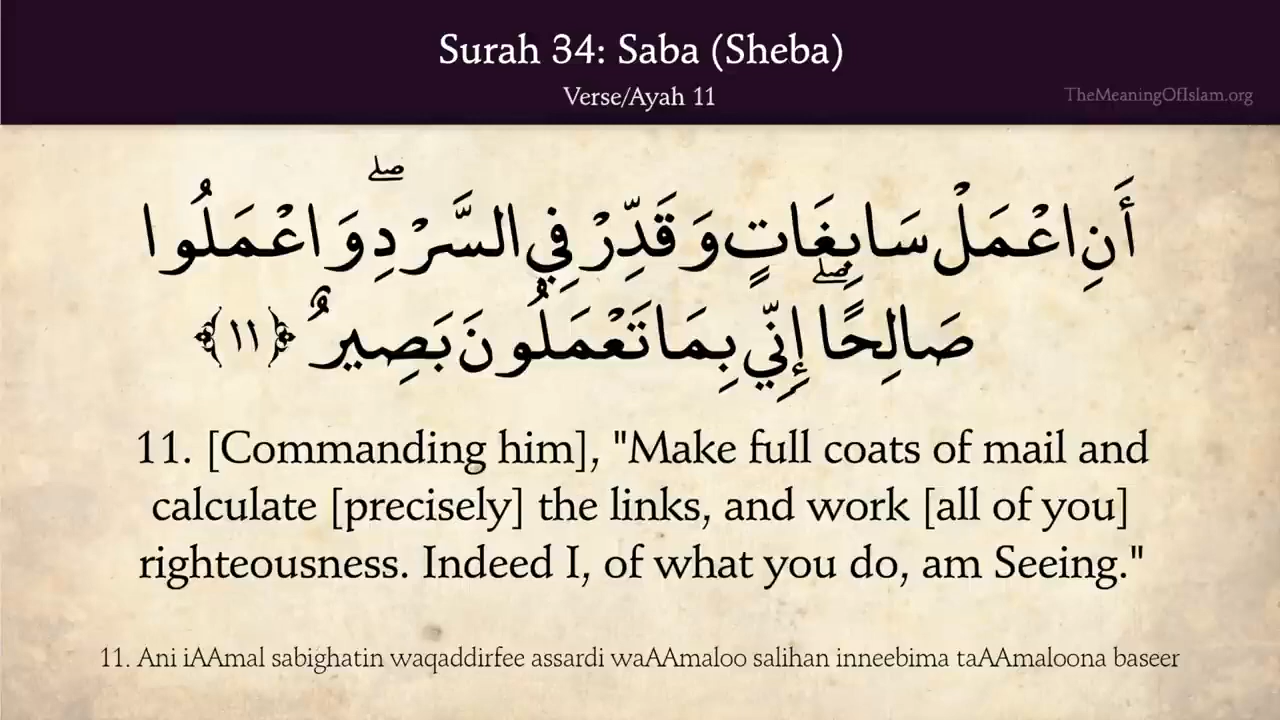 Surah 34: Saba (Sheba)
Verse/Ayah 11
TheMeaningOfIslam.org
أَنِ اعْمَلْ سَابِغَاتٍ وَقَدِّرْ فِي السَّرْدِ ۖ وَاعْمَلُوا
صَالِحًا ۖ إِنِّي بِمَا تَعْمَلُونَ بَصِيرٌ ﴿١١﴾
11. [Commanding him], "Make full coats of mail and
calculate [precisely] the links, and work [all of you]
righteousness. Indeed I, of what you do, am Seeing."
11. Ani iAAmal sabighatin waqaddirfee assardi waAAmaloo salihan inneebima taAAmaloona baseer